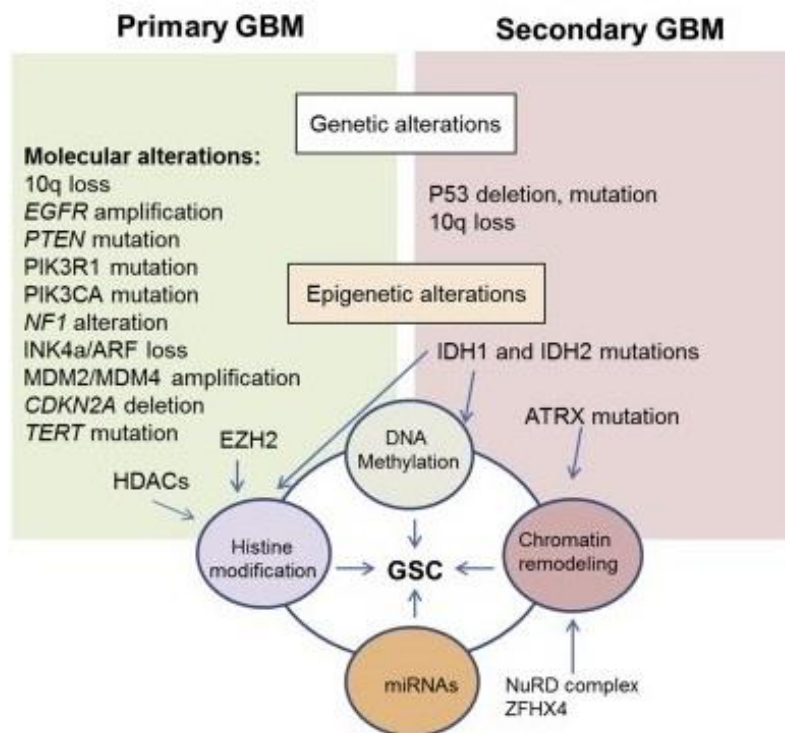 Primary GBM
Secondary GBM
Genetic alterations
Molecular alterations:
10q loss
EGFR amplification
PTEN mutation
PIK3R1 mutation
PIK3CA mutation
NF1 alteration
INK4a/ARF loss
MDM2/MDM4 amplification
CDKN2A deletion
TERT mutation
P53 deletion, mutation
10q loss
Epigenetic alterations
IDH1 and IDH2 mutations
ATRX mutation
EZH2
HDACs
DNA
Methylation
Histine
modification
GSC
Chromatin
remodeling
miRNAs
NuRD complex
ZFHX4